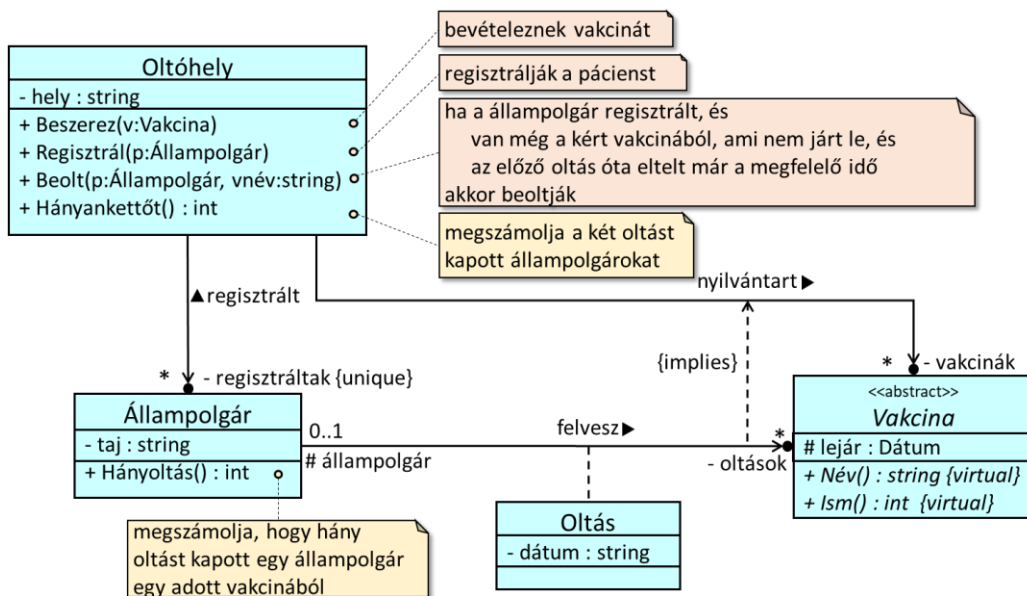 Oltóhely
- hely : string
+ Beszerez(v:Vakcina)
+ Regisztrál(p:Állampolgár)
+ Beolt(p:Állampolgár, vnév:string)
+ Hányankettőt() : int
bevételeznek vakcinát
regisztrálják a pácienst
ha a állampolgár regisztrált, és
van még a kért vakcinából, ami nem járt le, és
az előző oltás óta eltelt már a megfelelő idő
akkor beoltják
megszámolja a két oltást
kapott állampolgárokat
▲regisztrált
nyilvántart▶
{implies}
* - regisztráltak {unique}
* - vakcinák
Állampolgár
- taj : string
+ Hányoltás() : int
0..1
# állampolgár
felvesz▶
*
- oltások
<<abstract>>
Vakcina
# lejár : Dátum
+ Név() : string {virtual}
+ Ism() : int {virtual}
megszámolja, hogy hány
oltást kapott egy állampolgár
egy adott vakcinából
Oltás
- dátum : string